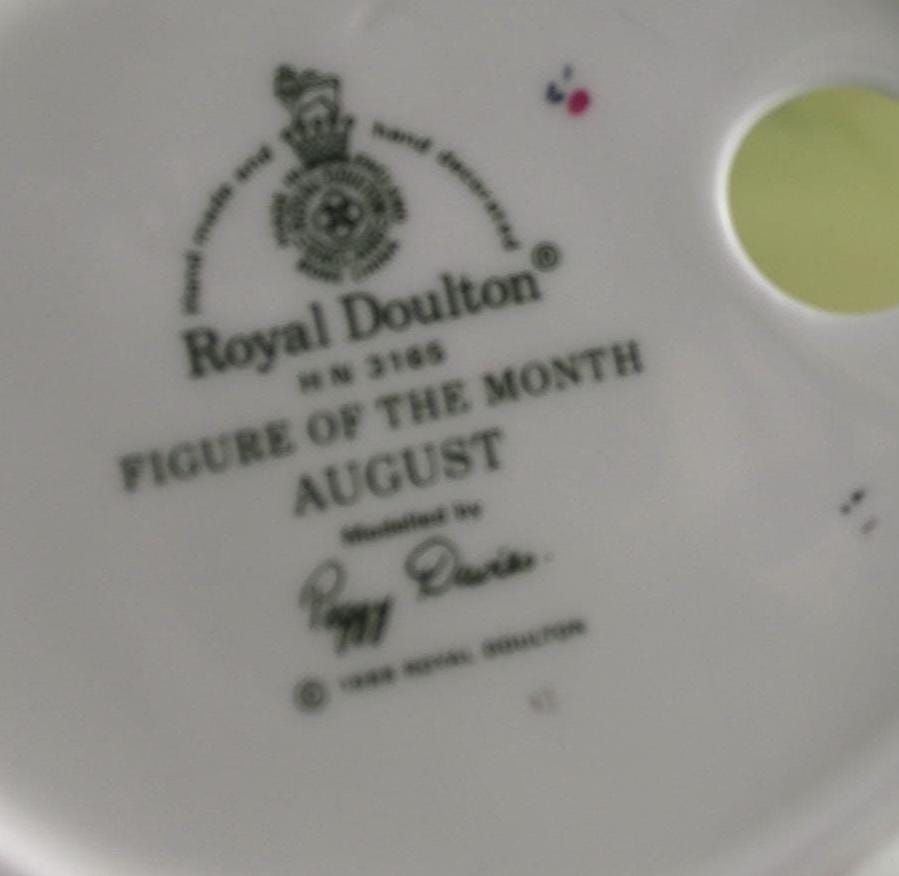 Hand made and hand decorated
Royal Doulton®
HN 3165
FIGURE OF THE MONTH
AUGUST
Modelled by
Peggy Davies
© ROYAL DOULTON